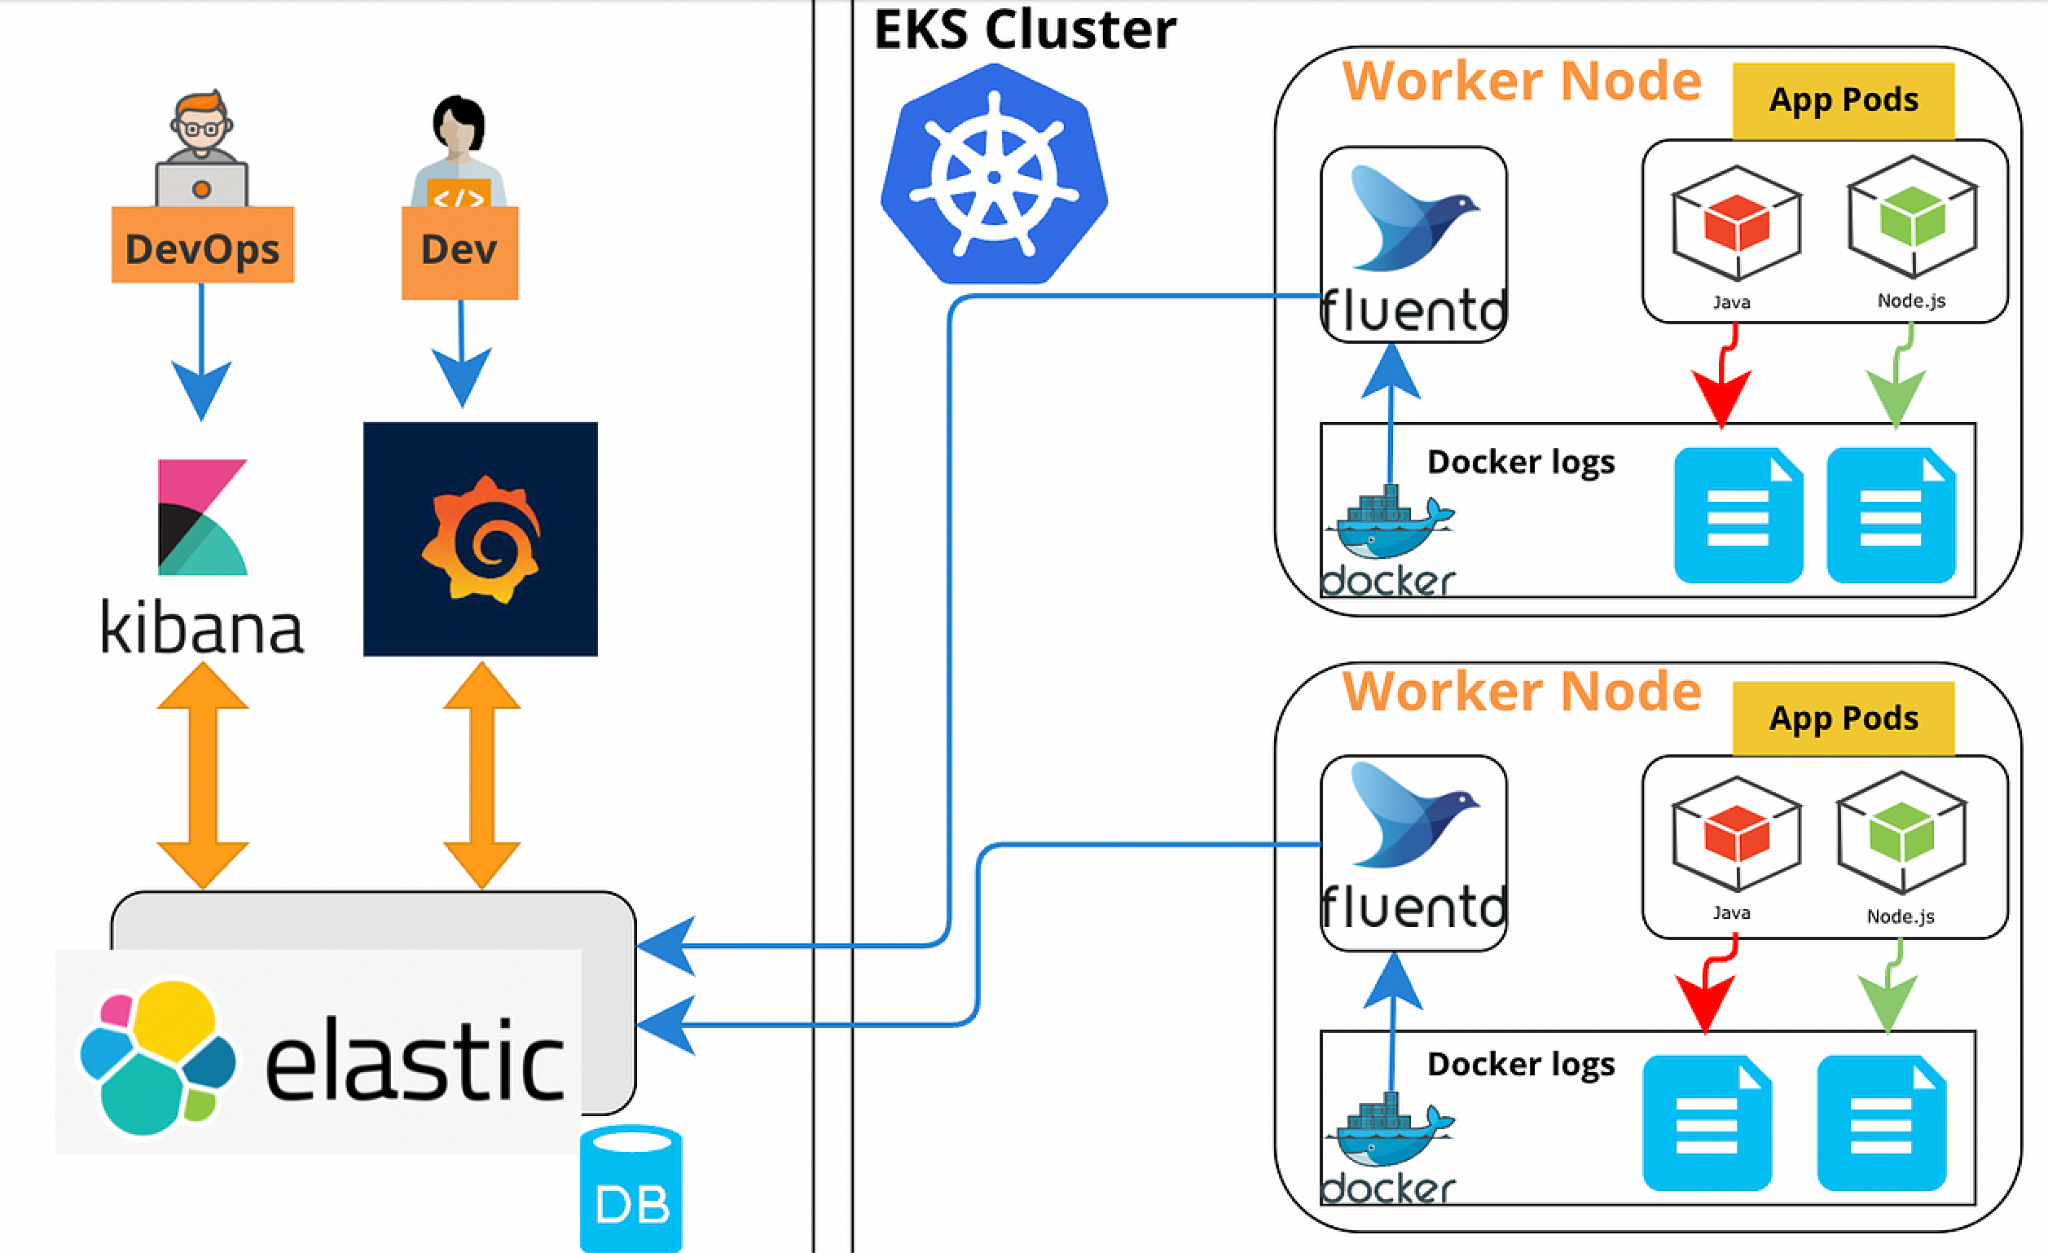 EKS Cluster
DevOps
</>
Dev
kibana
elastic
DB
Worker Node
App Pods
fluentd
Java
Node.js
Docker logs
docker
Worker Node
App Pods
fluentd
Java
Node.js
Docker logs
docker